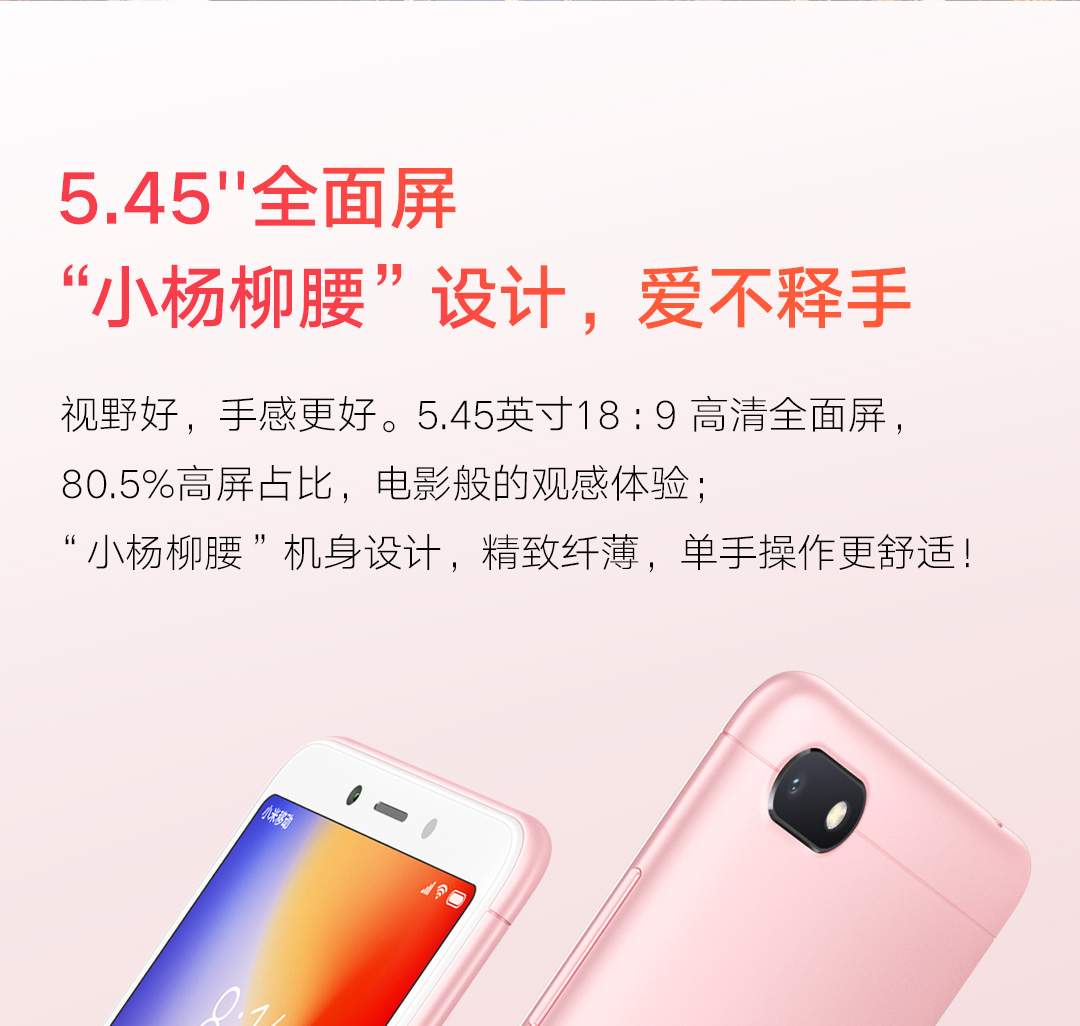 5.45''全面屏
“小杨柳腰”设计，爱不释手
视野好，手感更好。5.45英寸18:9 高清全面屏，
80.5%高屏占比，电影般的观感体验；
“小杨柳腰”机身设计，精致纤薄，单手操作更舒适！
小米移动